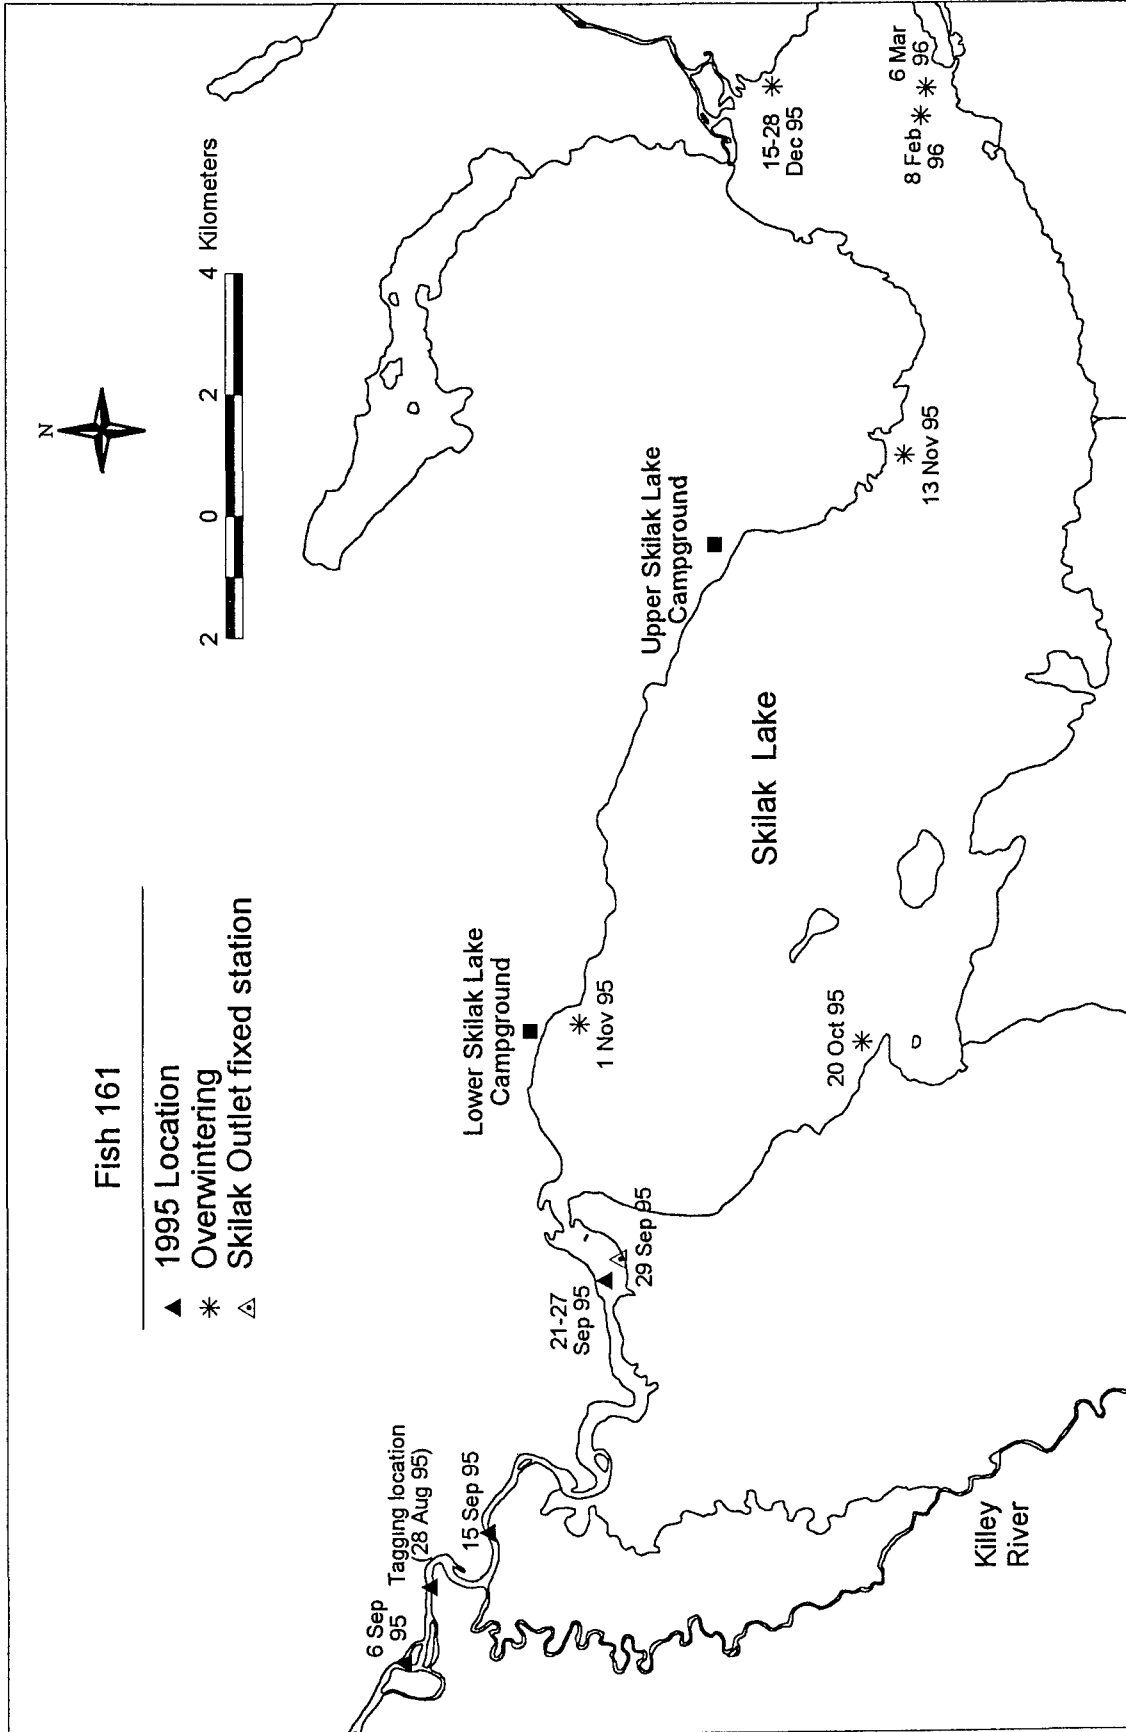 Fish 161
1995 Location
Overwintering
Skilak Outlet fixed station
N
2 0 2 4 Kilometers
6 Sep
95
Tagging location
(28 Aug 95)
15 Sep 95
21-27
Sep 95
29 Sep 95
Lower Skilak Lake
Campground
1 Nov 95
20 Oct 95
Upper Skilak Lake
Campground
Skilak Lake
13 Nov 95
15-28
Dec 95
8 Feb
96
6 Mar
96
Killey
River